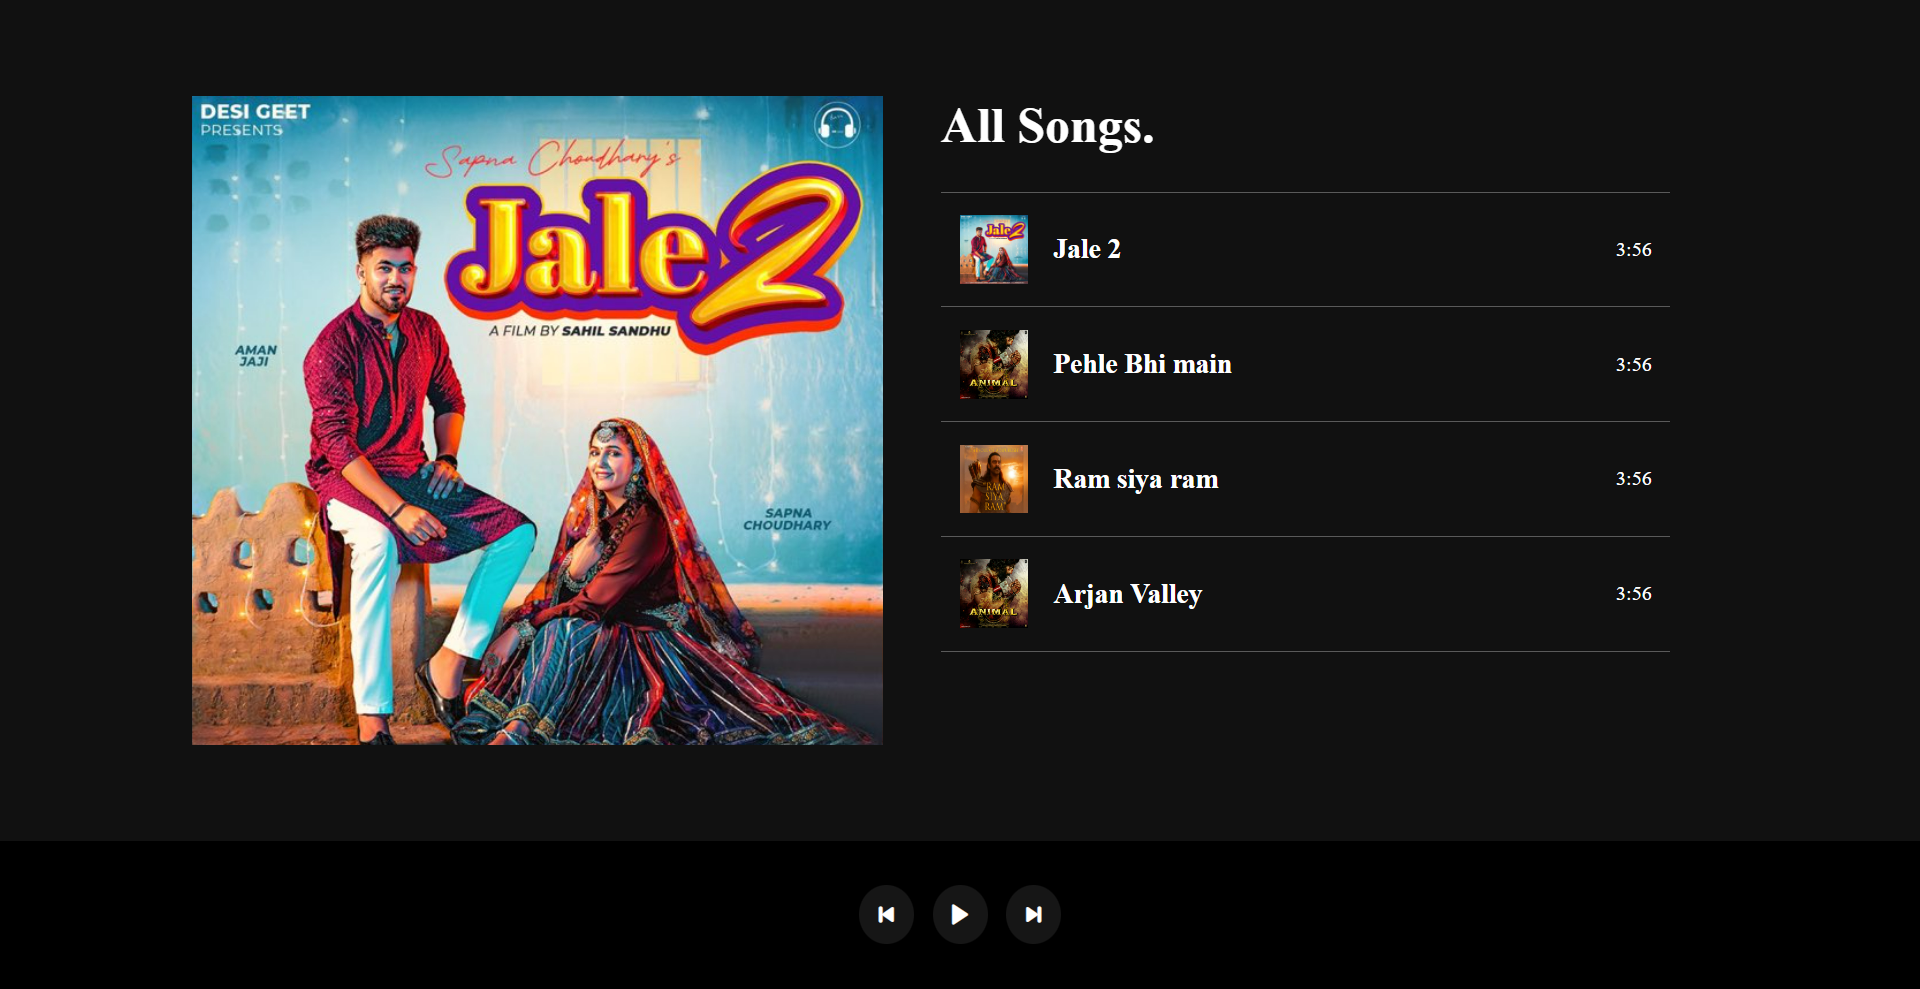 DESI GEET
PRESENTS
Sapna Choudhary's
Jale 2
A FILM BY SAHIL SANDHU
AMAN
JAJI
SAPNA
CHOUDHARY
All Songs.
Jale 2
Jale 2
3:56
ANIMAL
Pehle Bhi main
3:56
"RAM
SIYA
RAM"
Ram siya ram
3:56
ANIMAL
Arjan Valley
3:56